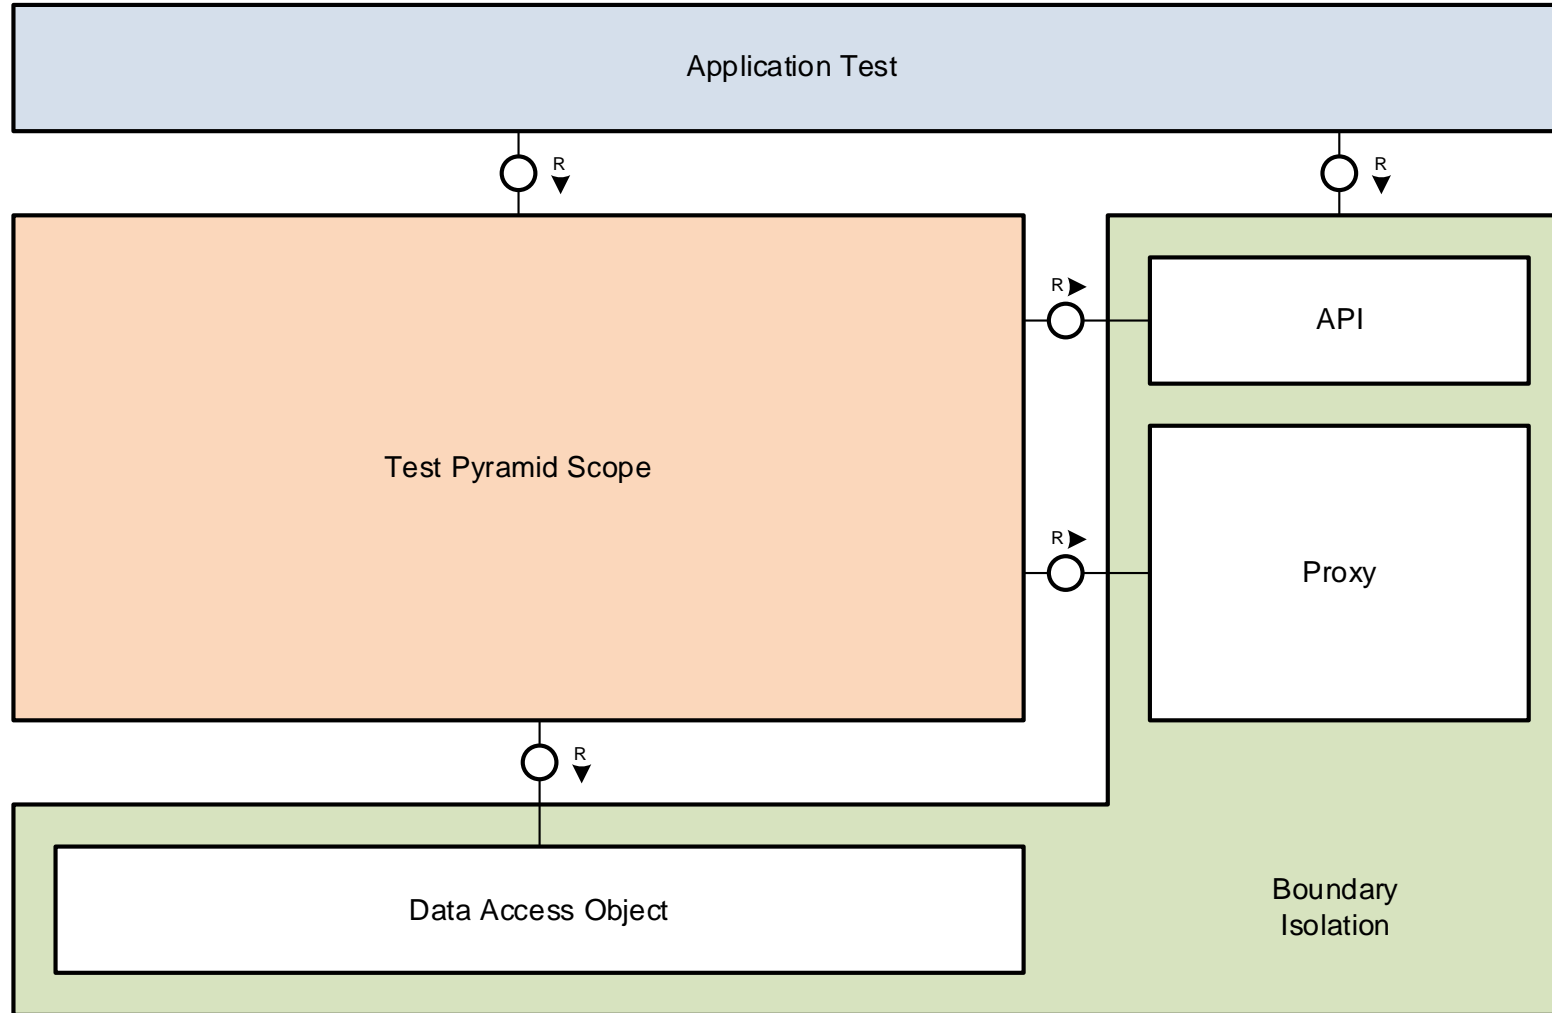 Application Test
R
R
R
API
Test Pyramid Scope
R
Proxy
R
Data Access Object
Boundary
Isolation